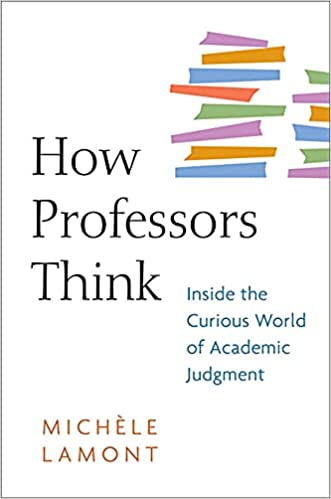 How
Professors
Think
Inside the
Curious World
of Academic
Judgment
MICHÈLE
LAMONT